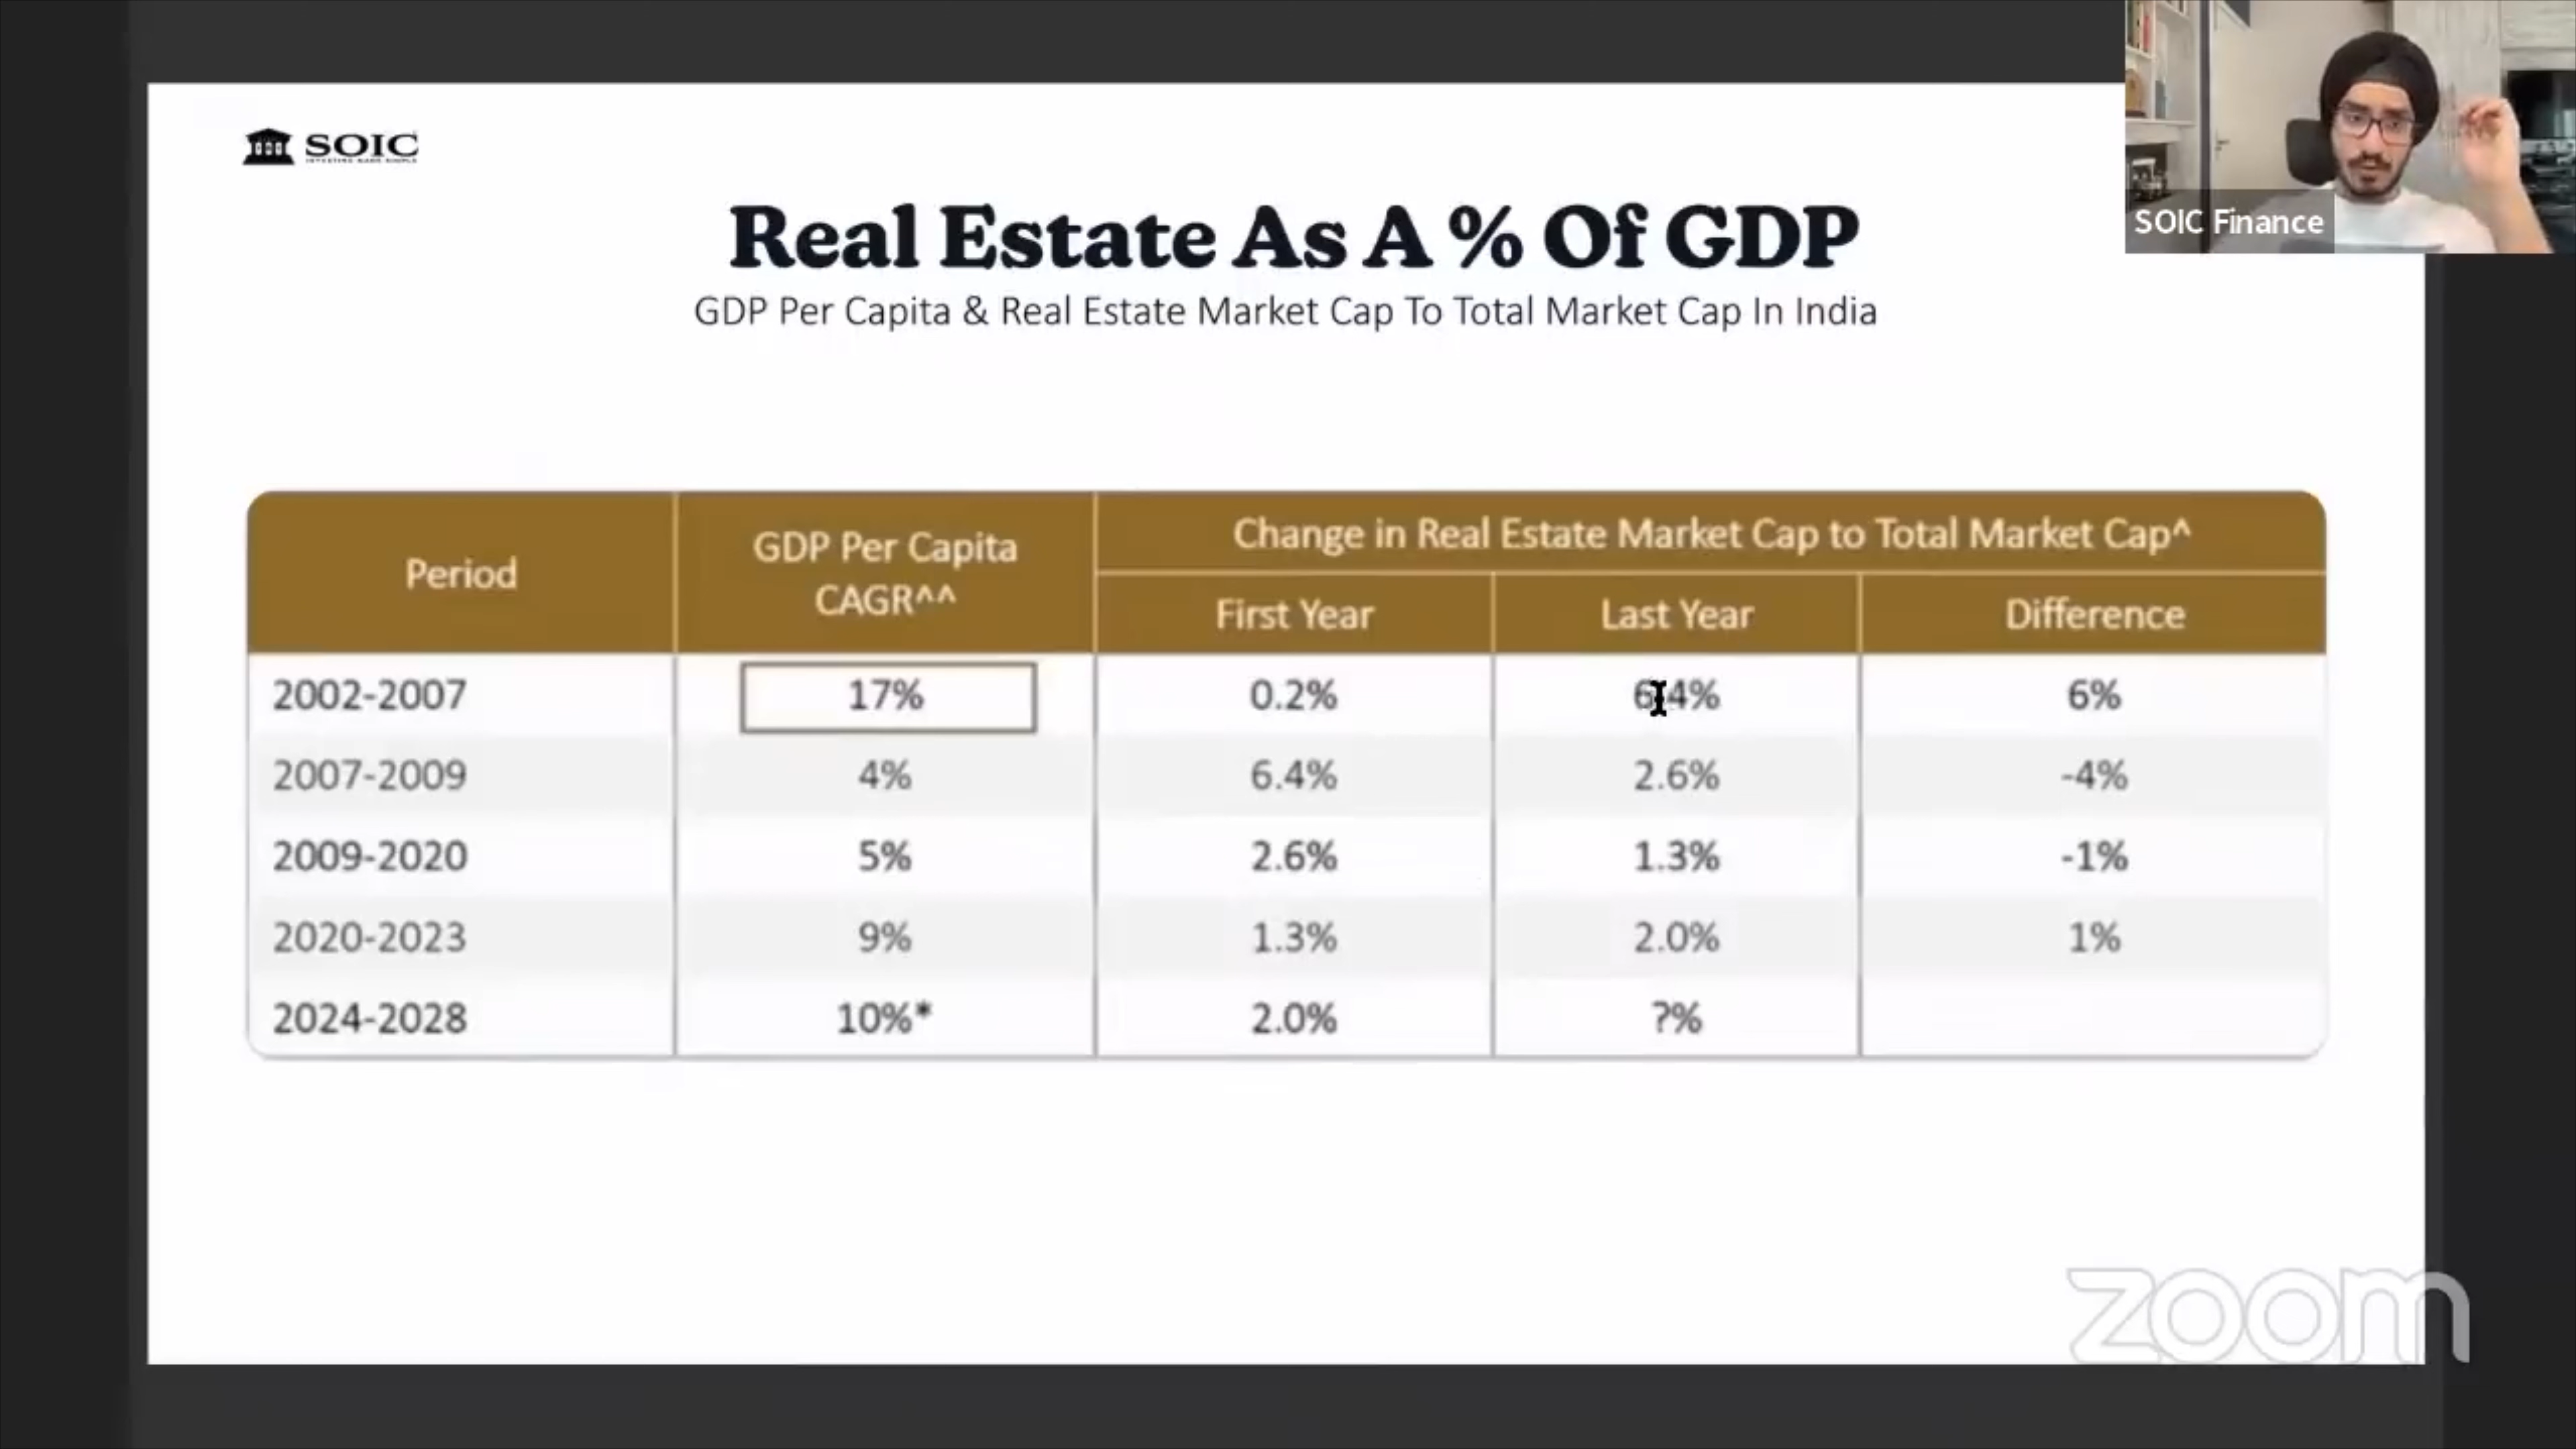 SOIC
INVESTING MADE SIMPLE
SOIC Finance
Real Estate As A % Of GDP
GDP Per Capita & Real Estate Market Cap To Total Market Cap In India
Period
GDP Per Capita
CAGR^^
Change in Real Estate Market Cap to Total Market Cap^
First Year Last Year Difference
2002-2007 17% 0.2% 6.4% 6%
2007-2009 4% 6.4% 2.6% -4%
2009-2020 5% 2.6% 1.3% -1%
2020-2023 9% 1.3% 2.0% 1%
2024-2028 10%* 2.0% ?%
zoom